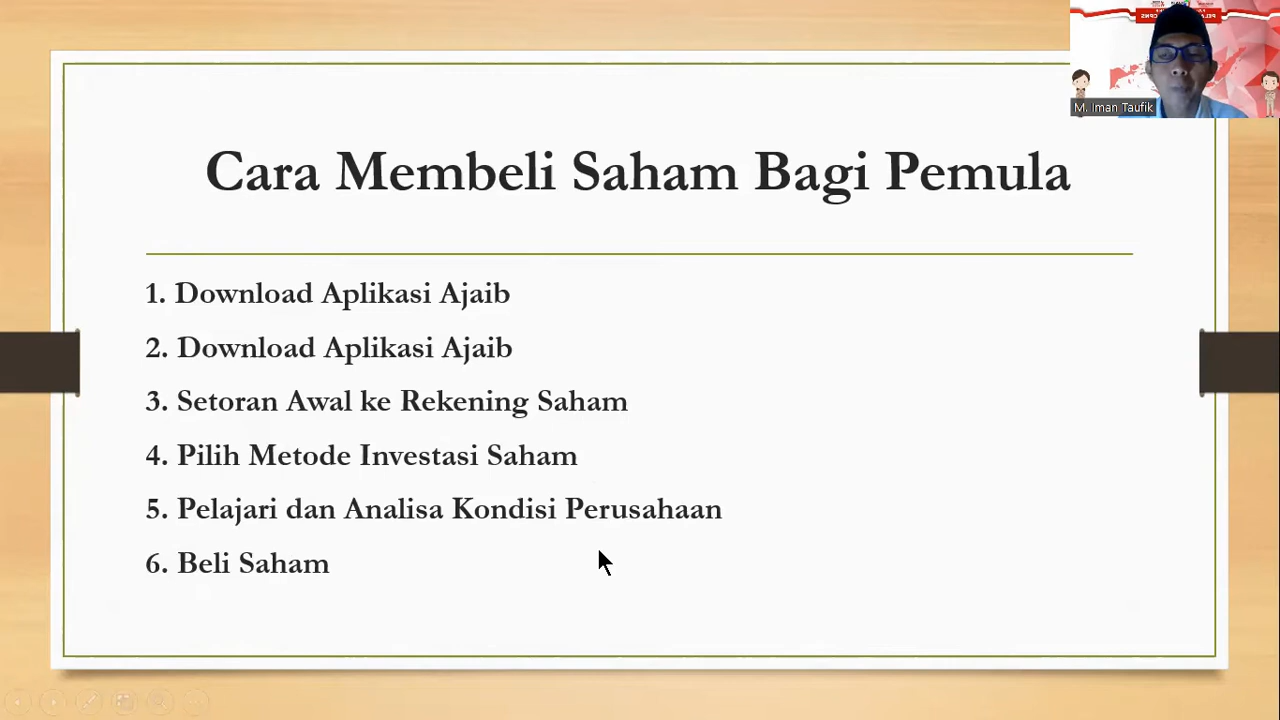 Cara Membeli Saham Bagi Pemula
1. Download Aplikasi Ajaib
2. Download Aplikasi Ajaib
3. Setoran Awal ke Rekening Saham
4. Pilih Metode Investasi Saham
5. Pelajari dan Analisa Kondisi Perusahaan
6. Beli Saham
M. Iman Taufik